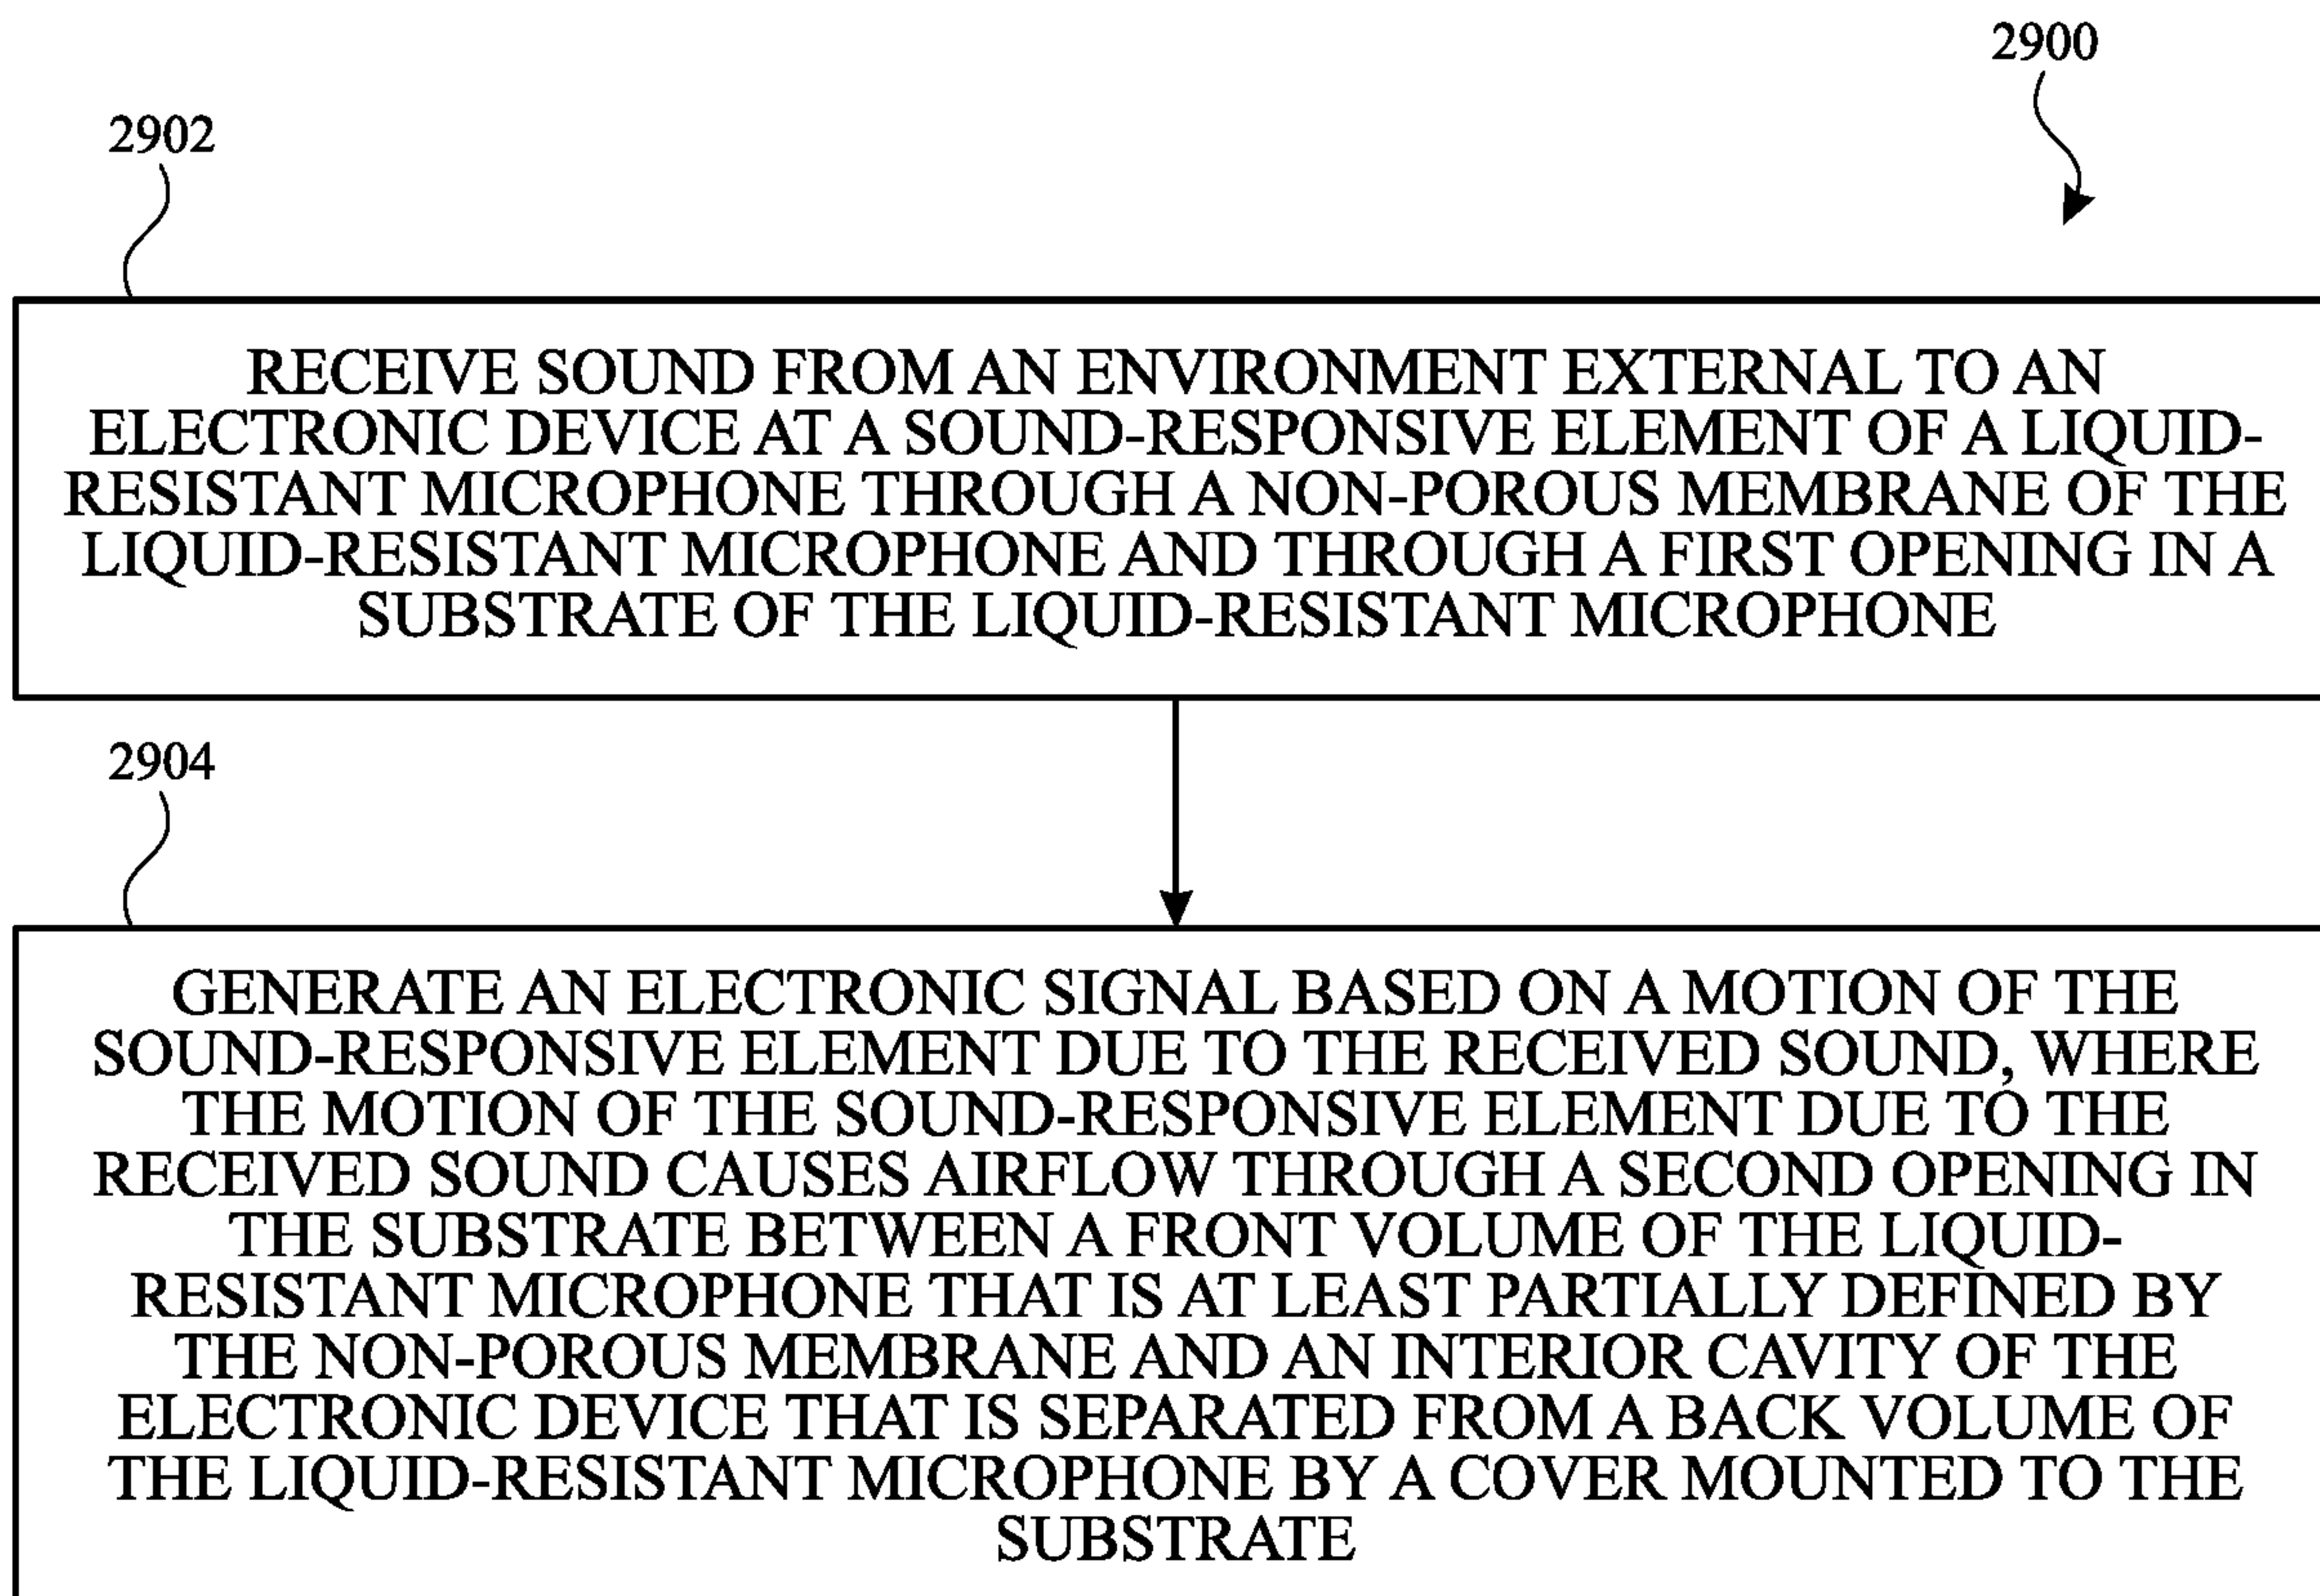 2900
2902
RECEIVE SOUND FROM AN ENVIRONMENT EXTERNAL TO AN
ELECTRONIC DEVICE AT A SOUND-RESPONSIVE ELEMENT OF A LIQUID-
RESISTANT MICROPHONE THROUGH A NON-POROUS MEMBRANE OF THE
LIQUID-RESISTANT MICROPHONE AND THROUGH A FIRST OPENING IN A
SUBSTRATE OF THE LIQUID-RESISTANT MICROPHONE
2904
GENERATE AN ELECTRONIC SIGNAL BASED ON A MOTION OF THE
SOUND-RESPONSIVE ELEMENT DUE TO THE RECEIVED SOUND, WHERE
THE MOTION OF THE SOUND-RESPONSIVE ELEMENT DUE TO THE
RECEIVED SOUND CAUSES AIRFLOW THROUGH A SECOND OPENING IN
THE SUBSTRATE BETWEEN A FRONT VOLUME OF THE LIQUID-
RESISTANT MICROPHONE THAT IS AT LEAST PARTIALLY DEFINED BY
THE NON-POROUS MEMBRANE AND AN INTERIOR CAVITY OF THE
ELECTRONIC DEVICE THAT IS SEPARATED FROM A BACK VOLUME OF
THE LIQUID-RESISTANT MICROPHONE BY A COVER MOUNTED TO THE
SUBSTRATE